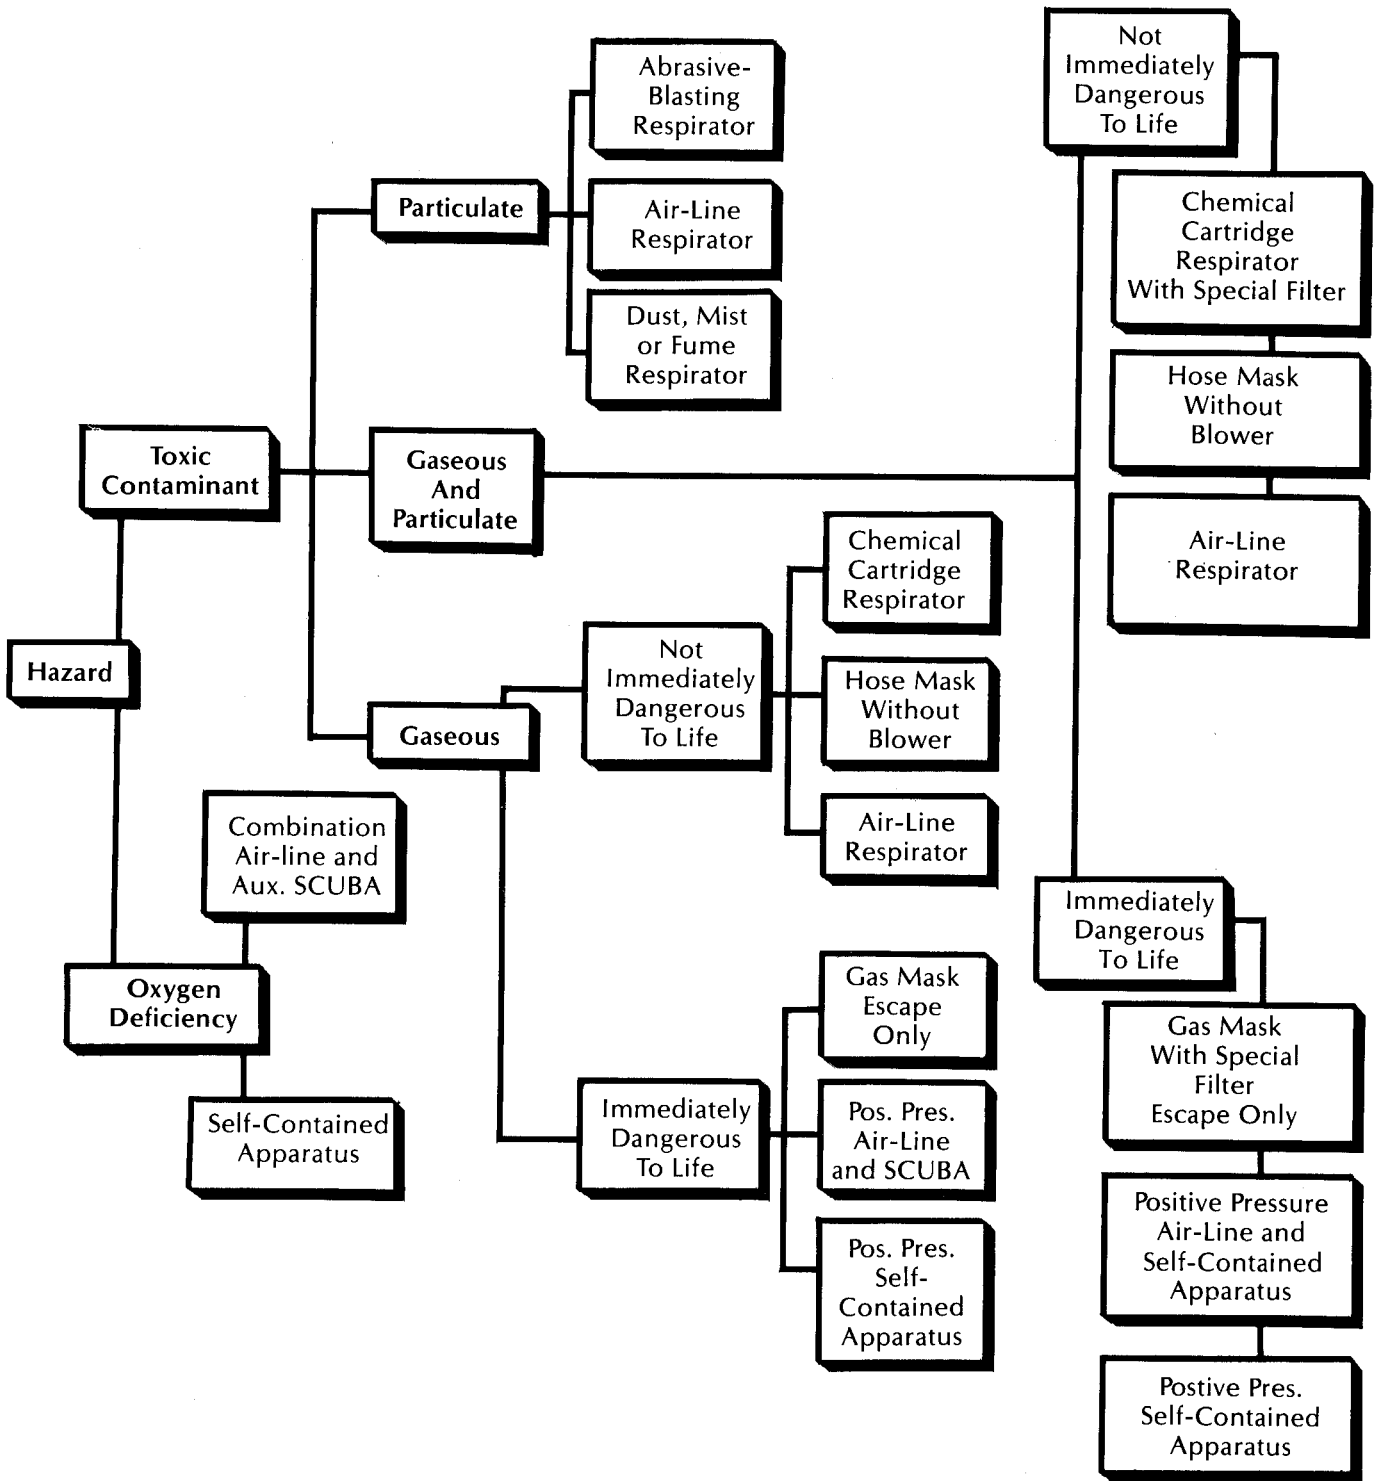 Not
Immediately
Dangerous
To Life
Abrasive-
Blasting
Respirator
Particulate
Air-Line
Respirator
Dust, Mist
or Fume
Respirator
Chemical
Cartridge
Respirator
With Special Filter
Hose Mask
Without
Blower
Air-Line
Respirator
Toxic
Contaminant
Gaseous
And
Particulate
Hazard
Gaseous
Not
Immediately
Dangerous
To Life
Chemical
Cartridge
Respirator
Hose Mask
Without
Blower
Air-Line
Respirator
Combination
Air-line and
Aux. SCUBA
Oxygen
Deficiency
Self-Contained
Apparatus
Immediately
Dangerous
To Life
Gas Mask
Escape
Only
Pos. Pres.
Air-Line
and SCUBA
Pos. Pres.
Self-
Contained
Apparatus
Immediately
Dangerous
To Life
Gas Mask
With Special
Filter
Escape Only
Positive Pressure
Air-Line and
Self-Contained
Apparatus
Postive Pres.
Self-Contained
Apparatus